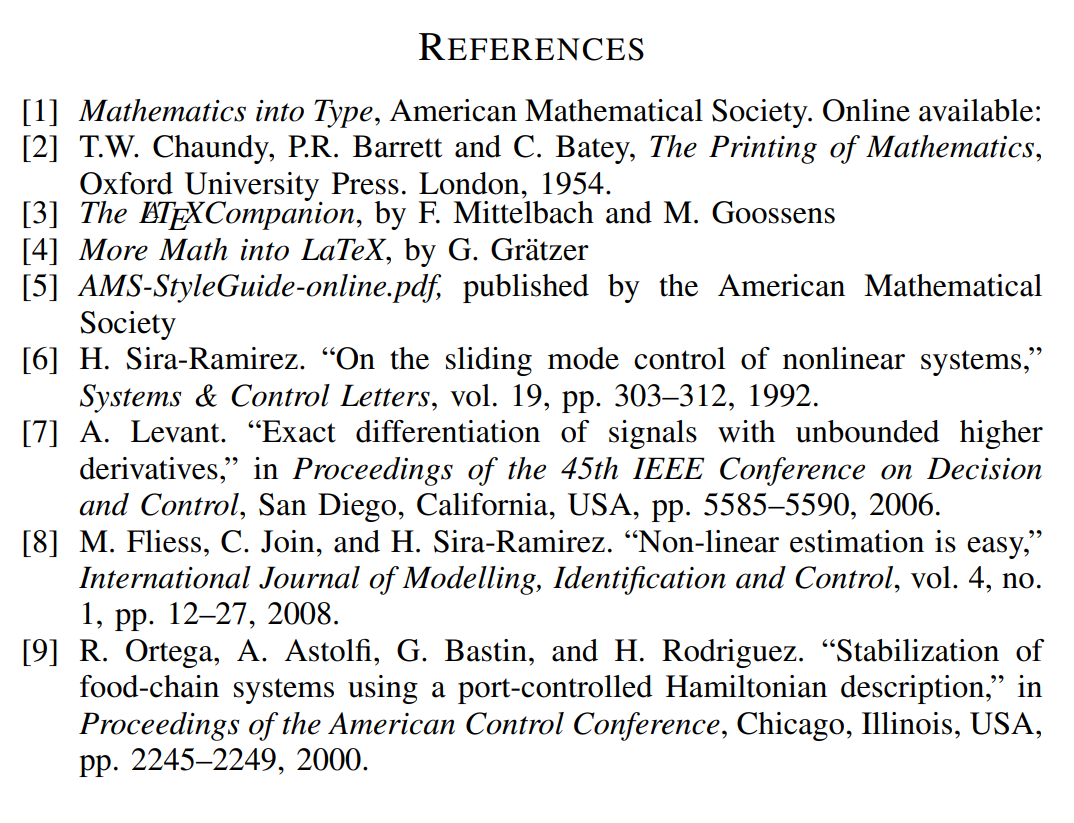 REFERENCES
[1] Mathematics into Type, American Mathematical Society. Online available:
[2] T.W. Chaundy, P.R. Barrett and C. Batey, The Printing of Mathematics,
Oxford University Press. London, 1954.
[3] The LATEXCompanion, by F. Mittelbach and M. Goossens
[4] More Math into LaTeX, by G. Grätzer
[5] AMS-StyleGuide-online.pdf, published by the American Mathematical
Society
[6] H. Sira-Ramirez. “On the sliding mode control of nonlinear systems,”
Systems & Control Letters, vol. 19, pp. 303–312, 1992.
[7] A. Levant. “Exact differentiation of signals with unbounded higher
derivatives,” in Proceedings of the 45th IEEE Conference on Decision
and Control, San Diego, California, USA, pp. 5585–5590, 2006.
[8] M. Fliess, C. Join, and H. Sira-Ramirez. “Non-linear estimation is easy,”
International Journal of Modelling, Identification and Control, vol. 4, no.
1, pp. 12–27, 2008.
[9] R. Ortega, A. Astolfi, G. Bastin, and H. Rodriguez. “Stabilization of
food-chain systems using a port-controlled Hamiltonian description,” in
Proceedings of the American Control Conference, Chicago, Illinois, USA,
pp. 2245–2249, 2000.